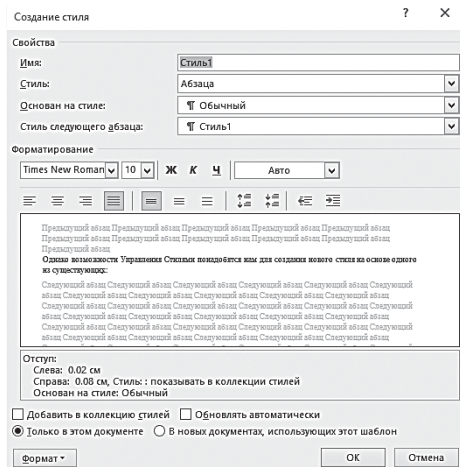 Создание стиля ? ×
Свойства
Имя: Стиль1
Стиль: Абзаца
Основан на стиле: ¶ Обычный
Стиль следующего абзаца: ¶ Стиль1
Форматирование
Times New Roman 10 Ж К Ч Авто
Предыдущий абзац Предыдущий абзац Предыдущий абзац Предыдущий абзац Предыдущий абзац
Предыдущий абзац Предыдущий абзац Предыдущий абзац Предыдущий абзац Предыдущий абзац
Предыдущий абзац
Однако возможности Управления Стилями понадобятся нам для создания нового стиля на основе одного
из существующих:
Следующий абзац Следующий абзац Следующий абзац Следующий абзац Следующий абзац Следующий
абзац Следующий абзац Следующий абзац Следующий абзац Следующий абзац Следующий абзац
Следующий абзац Следующий абзац Следующий абзац Следующий абзац Следующий абзац Следующий
абзац Следующий абзац Следующий абзац Следующий абзац Следующий абзац Следующий абзац
Следующий абзац Следующий абзац Следующий абзац Следующий абзац Следующий абзац Следующий
абзац Следующий абзац Следующий абзац Следующий абзац Следующий абзац Следующий абзац
Отступ:
Слева: 0.02 см
Справа: 0.08 см, Стиль: : показывать в коллекции стилей
Основан на стиле: Обычный
Добавить в коллекцию стилей Обновлять автоматически
Только в этом документе В новых документах, использующих этот шаблон
Формат ОК Отмена